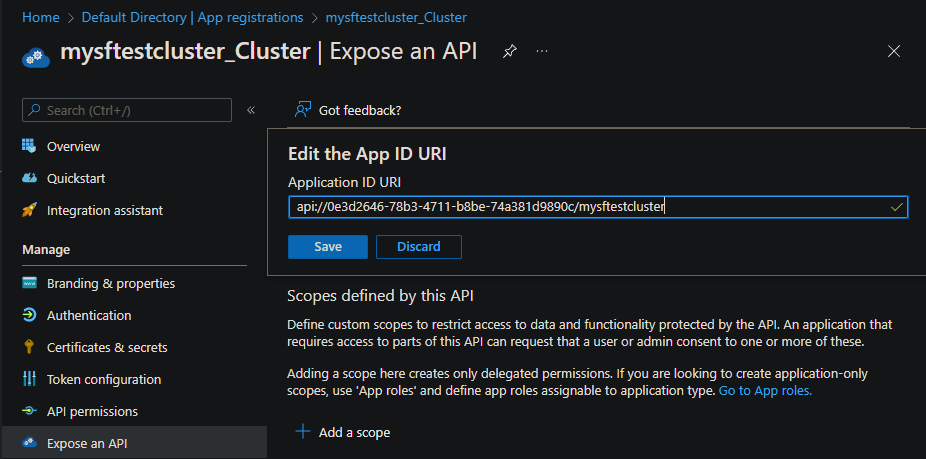 Home > Default Directory | App registrations > mysftestcluster_Cluster
mysftestcluster_Cluster | Expose an API
Search (Ctrl+/)
«
Got feedback?
Overview
Quickstart
Integration assistant
Manage
Branding & properties
Authentication
Certificates & secrets
Token configuration
API permissions
Expose an API
Edit the App ID URI
Application ID URI
api://0e3d2646-78b3-4711-b8be-74a381d9890c/mysftestcluster
Save Discard
Scopes defined by this API
Define custom scopes to restrict access to data and functionality protected by the API. An application that
requires access to parts of this API can request that a user or admin consent to one or more of these.
Adding a scope here creates only delegated permissions. If you are looking to create application-only
scopes, use 'App roles' and define app roles assignable to application type. Go to App roles.
Add a scope